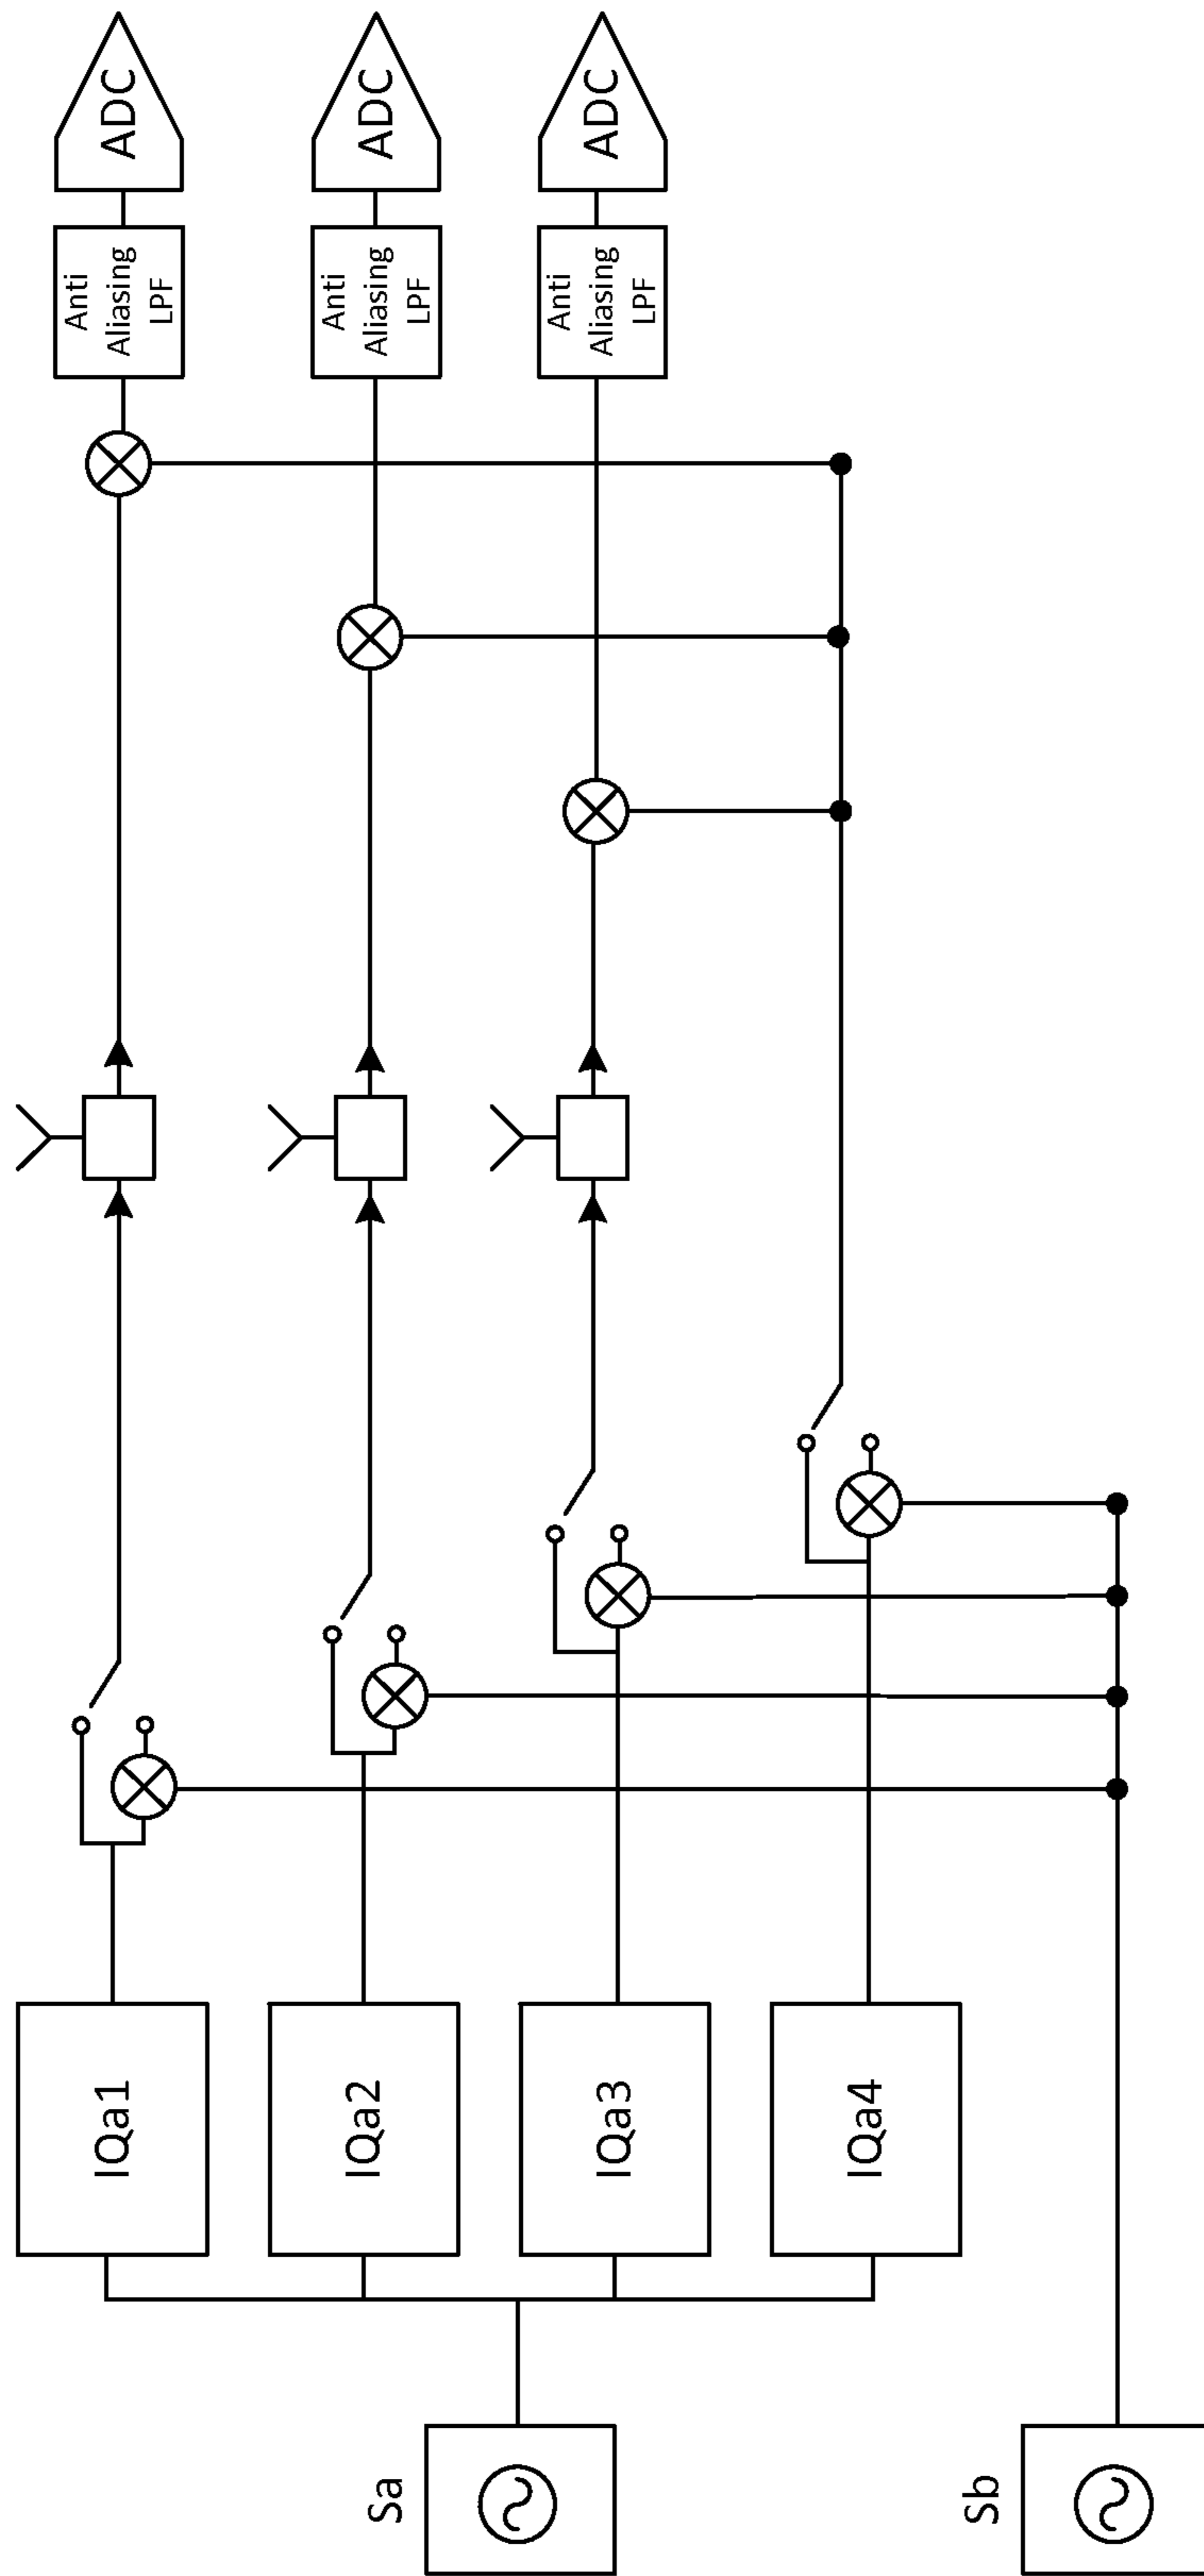 ADC
ADC
ADC
Anti
Aliasing
LPF
Anti
Aliasing
LPF
Anti
Aliasing
LPF
IQa1
IQa2
IQa3
IQa4
Sa
Sb